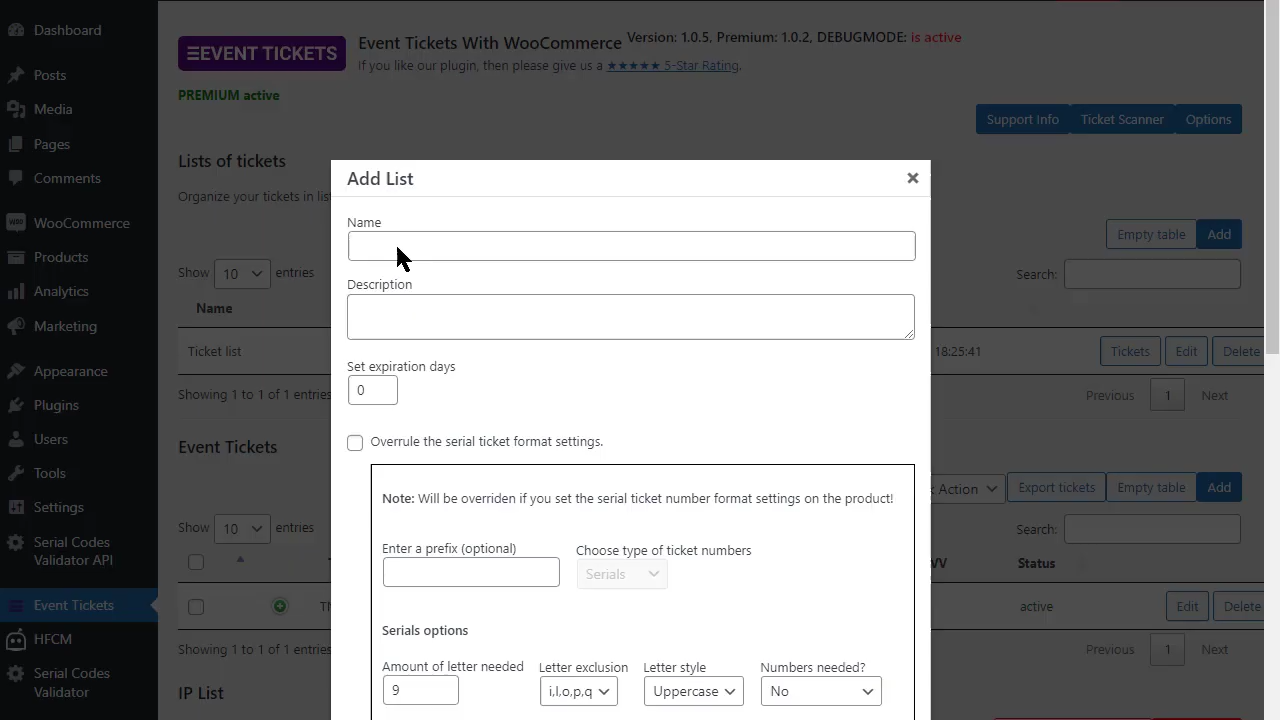 Dashboard
Posts
Media
Pages
Comments
WooCommerce
Products
Analytics
Marketing
Appearance
Plugins
Users
Tools
Settings
Serial Codes
Validator API
Event Tickets
HFCM
Serial Codes
Validator
EVENT TICKETS
Event Tickets With WooCommerce Version: 1.0.5, Premium: 1.0.2, DEBUGMODE: is active
If you like our plugin, then please give us a ★★★★★ 5-Star Rating.
PREMIUM active
Support Info Ticket Scanner Options
Lists of tickets
Organize your tickets in
Empty table Add
Show 10 entries Search:
Name
Ticket list 18:25:41 Tickets Edit Delete
Showing 1 to 1 of 1 entries Previous 1 Next
Event Tickets
Action Export tickets Empty table Add
Show 10 entries Search:
Status
active Edit Delete
Showing 1 to 1 of 1 entries Previous 1 Next
IP List
Add List ×
Name
Description
Set expiration days
0
Overrule the serial ticket format settings.
Note: Will be overriden if you set the serial ticket number format settings on the product!
Enter a prefix (optional) Choose type of ticket numbers
Serials
Serials options
Amount of letter needed Letter exclusion Letter style Numbers needed?
9 i,l,o,p,q Uppercase No